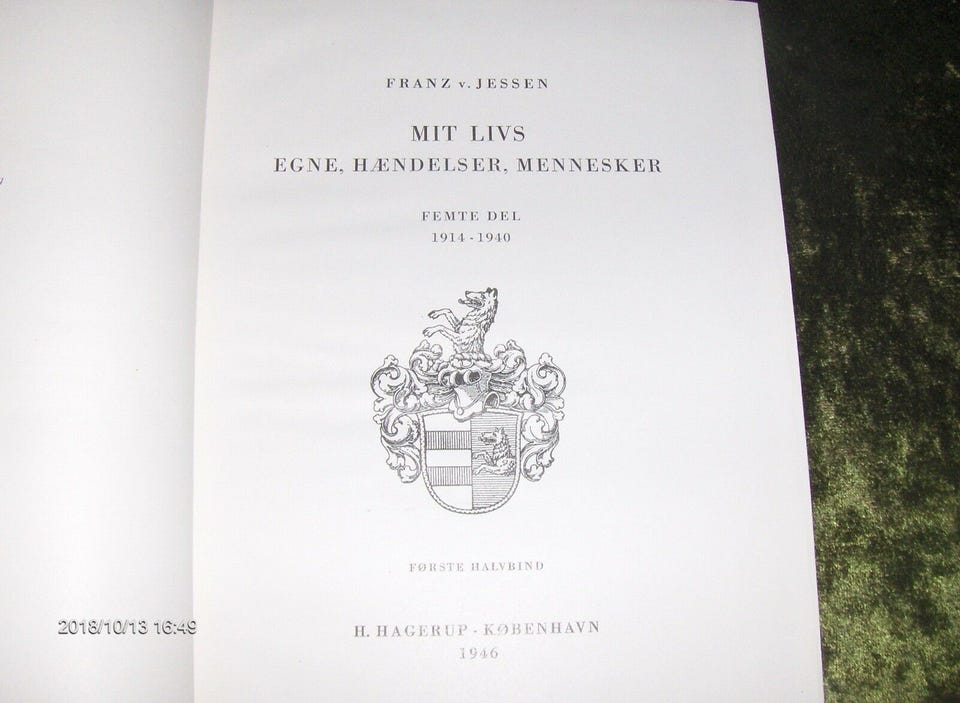 FRANZ v. JESSEN
MIT LIVS
EGNE, HÆNDELSER, MENNESKER
FEMTE DEL
1914 - 1940
FØRSTE HALVBIND
H. HAGERUP - KØBENHAVN
1946
2018/10/13 16:49